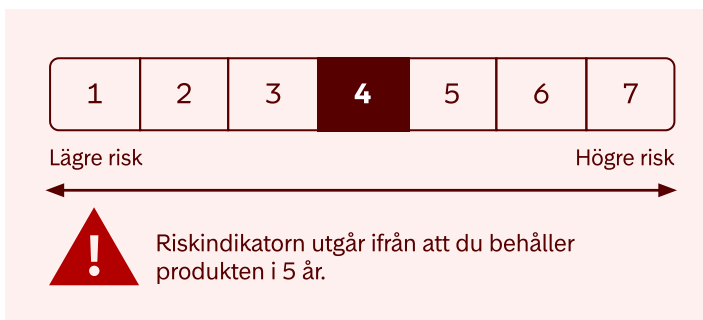 1 2 3 4 5 6 7
Lägre risk Högre risk
! Riskindikatorn utgår ifrån att du behåller
produkten i 5 år.